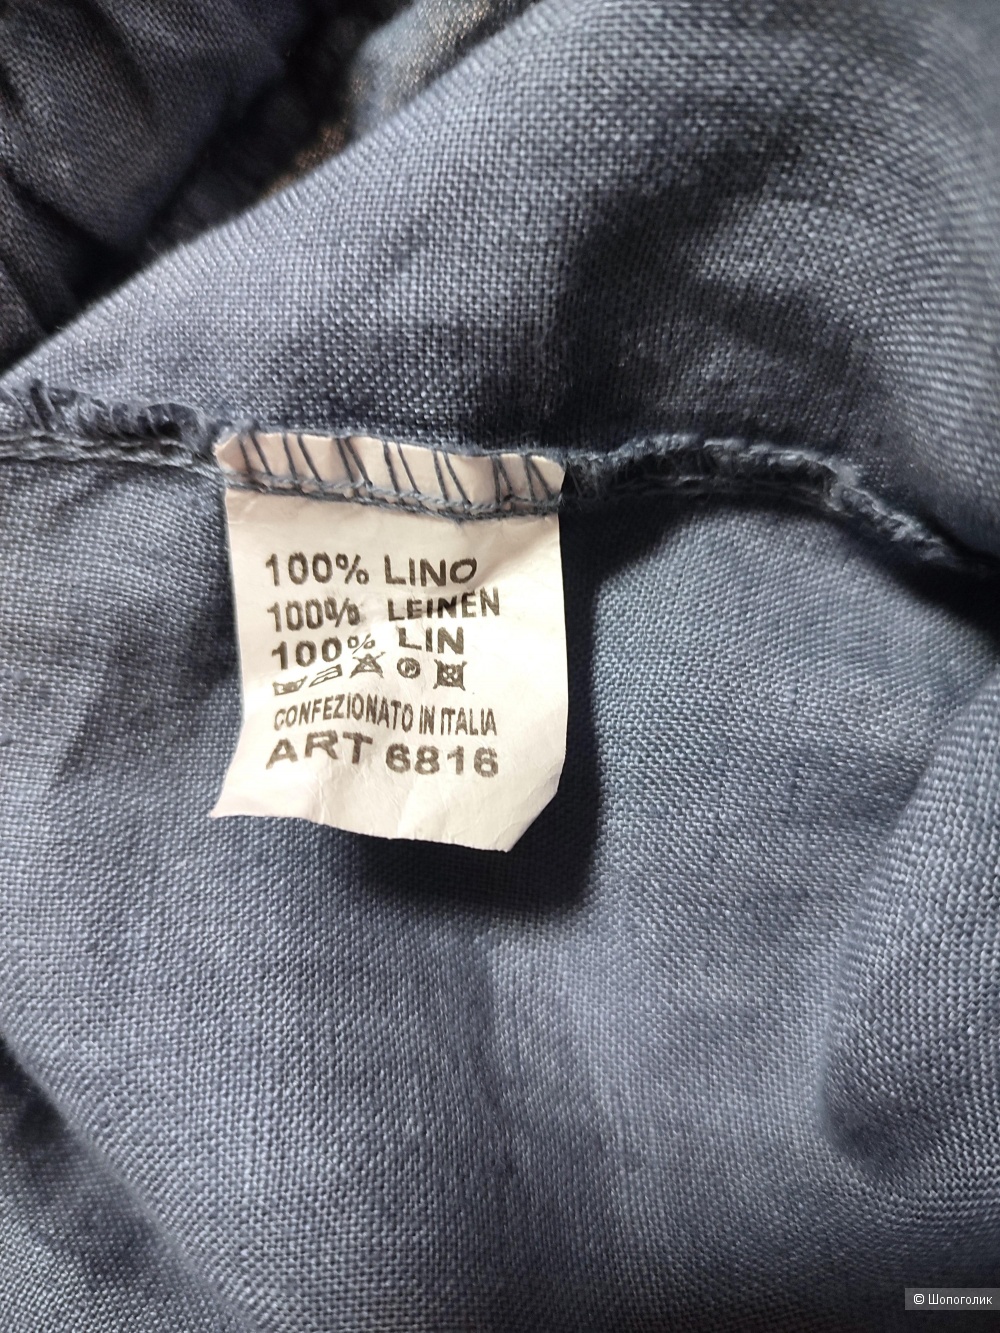 100% LINO
100% LEINEN
100% LIN
CONFEZIONATO IN ITALIA
ART 6816
© Шопоголик